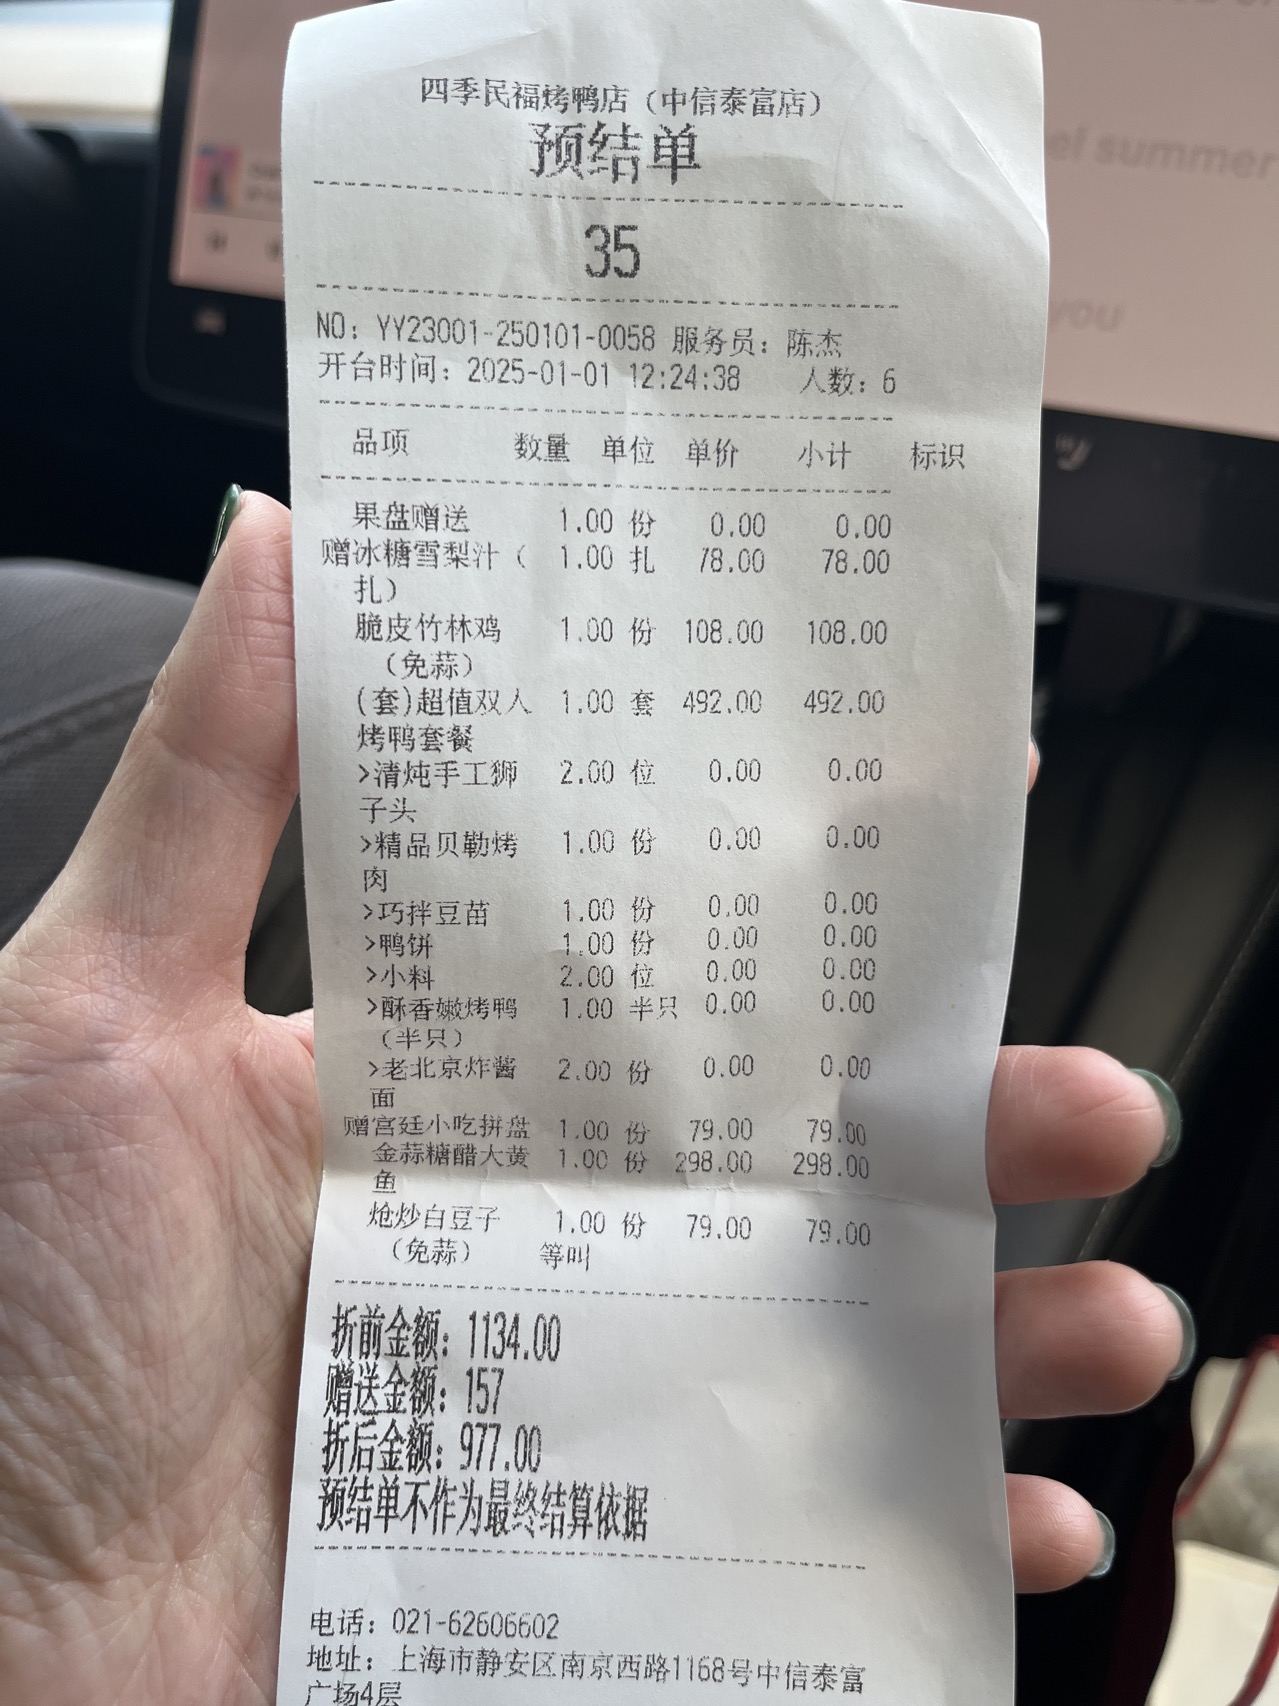 四季民福烤鸭店（中信泰富店）
预结单
35
NO：YY23001-250101-0058 服务员：陈杰
开台时间：2025-01-01 12:24:38 人数：6
品项 数量 单位 单价 小计 标识
果盘赠送 1.00 份 0.00 0.00
赠冰糖雪梨汁（ 1.00 扎 78.00 78.00
扎）
脆皮竹林鸡 1.00 份 108.00 108.00
（免蒜）
(套)超值双人 1.00 套 492.00 492.00
烤鸭套餐
>清炖手工狮 2.00 位 0.00 0.00
子头
>精品贝勒烤 1.00 份 0.00 0.00
肉
>巧拌豆苗 1.00 份 0.00 0.00
>鸭饼 1.00 份 0.00 0.00
>小料 2.00 位 0.00 0.00
>酥香嫩烤鸭 1.00 半只 0.00 0.00
（半只）
>老北京炸酱 2.00 份 0.00 0.00
面
赠宫廷小吃拼盘 1.00 份 79.00 79.00
金蒜糖醋大黄 1.00 份 298.00 298.00
鱼
炝炒白豆子 1.00 份 79.00 79.00
（免蒜） 等叫
折前金额：1134.00
赠送金额：157
折后金额：977.00
预结单不作为最终结算依据
电话：021-62606602
地址：上海市静安区南京西路1168号中信泰富
广场4层
el summer
you